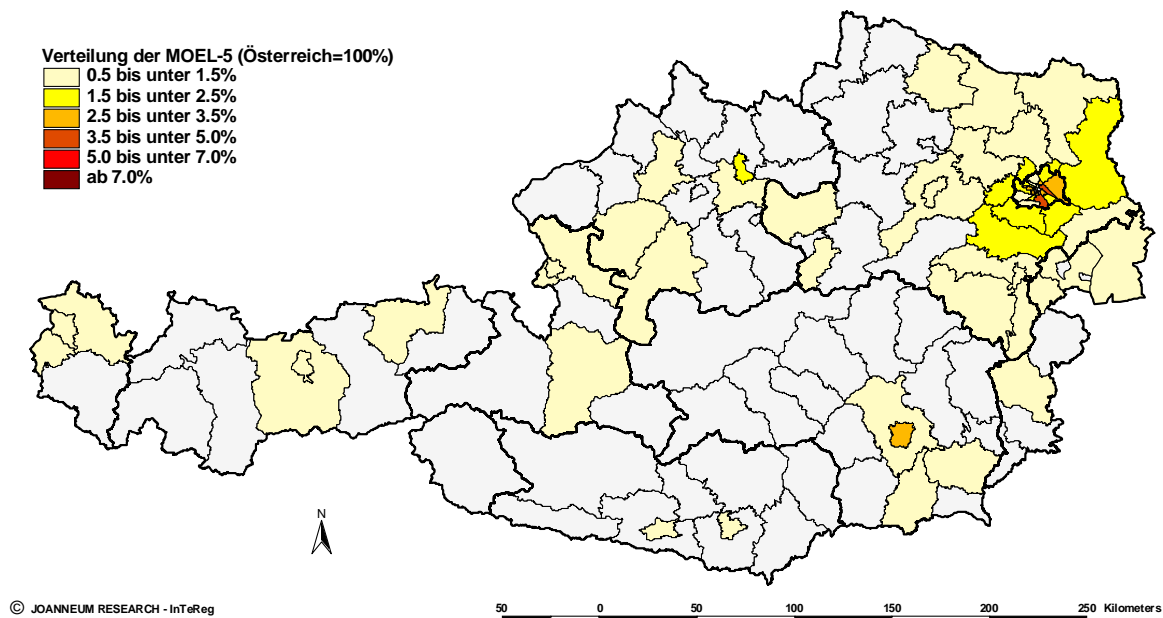 Verteilung der MOEL-5 (Österreich=100%)
0.5 bis unter 1.5%
1.5 bis unter 2.5%
2.5 bis unter 3.5%
3.5 bis unter 5.0%
5.0 bis unter 7.0%
ab 7.0%
N
© JOANNEUM RESEARCH - InTeReg
50 0 50 100 150 200 250 Kilometers